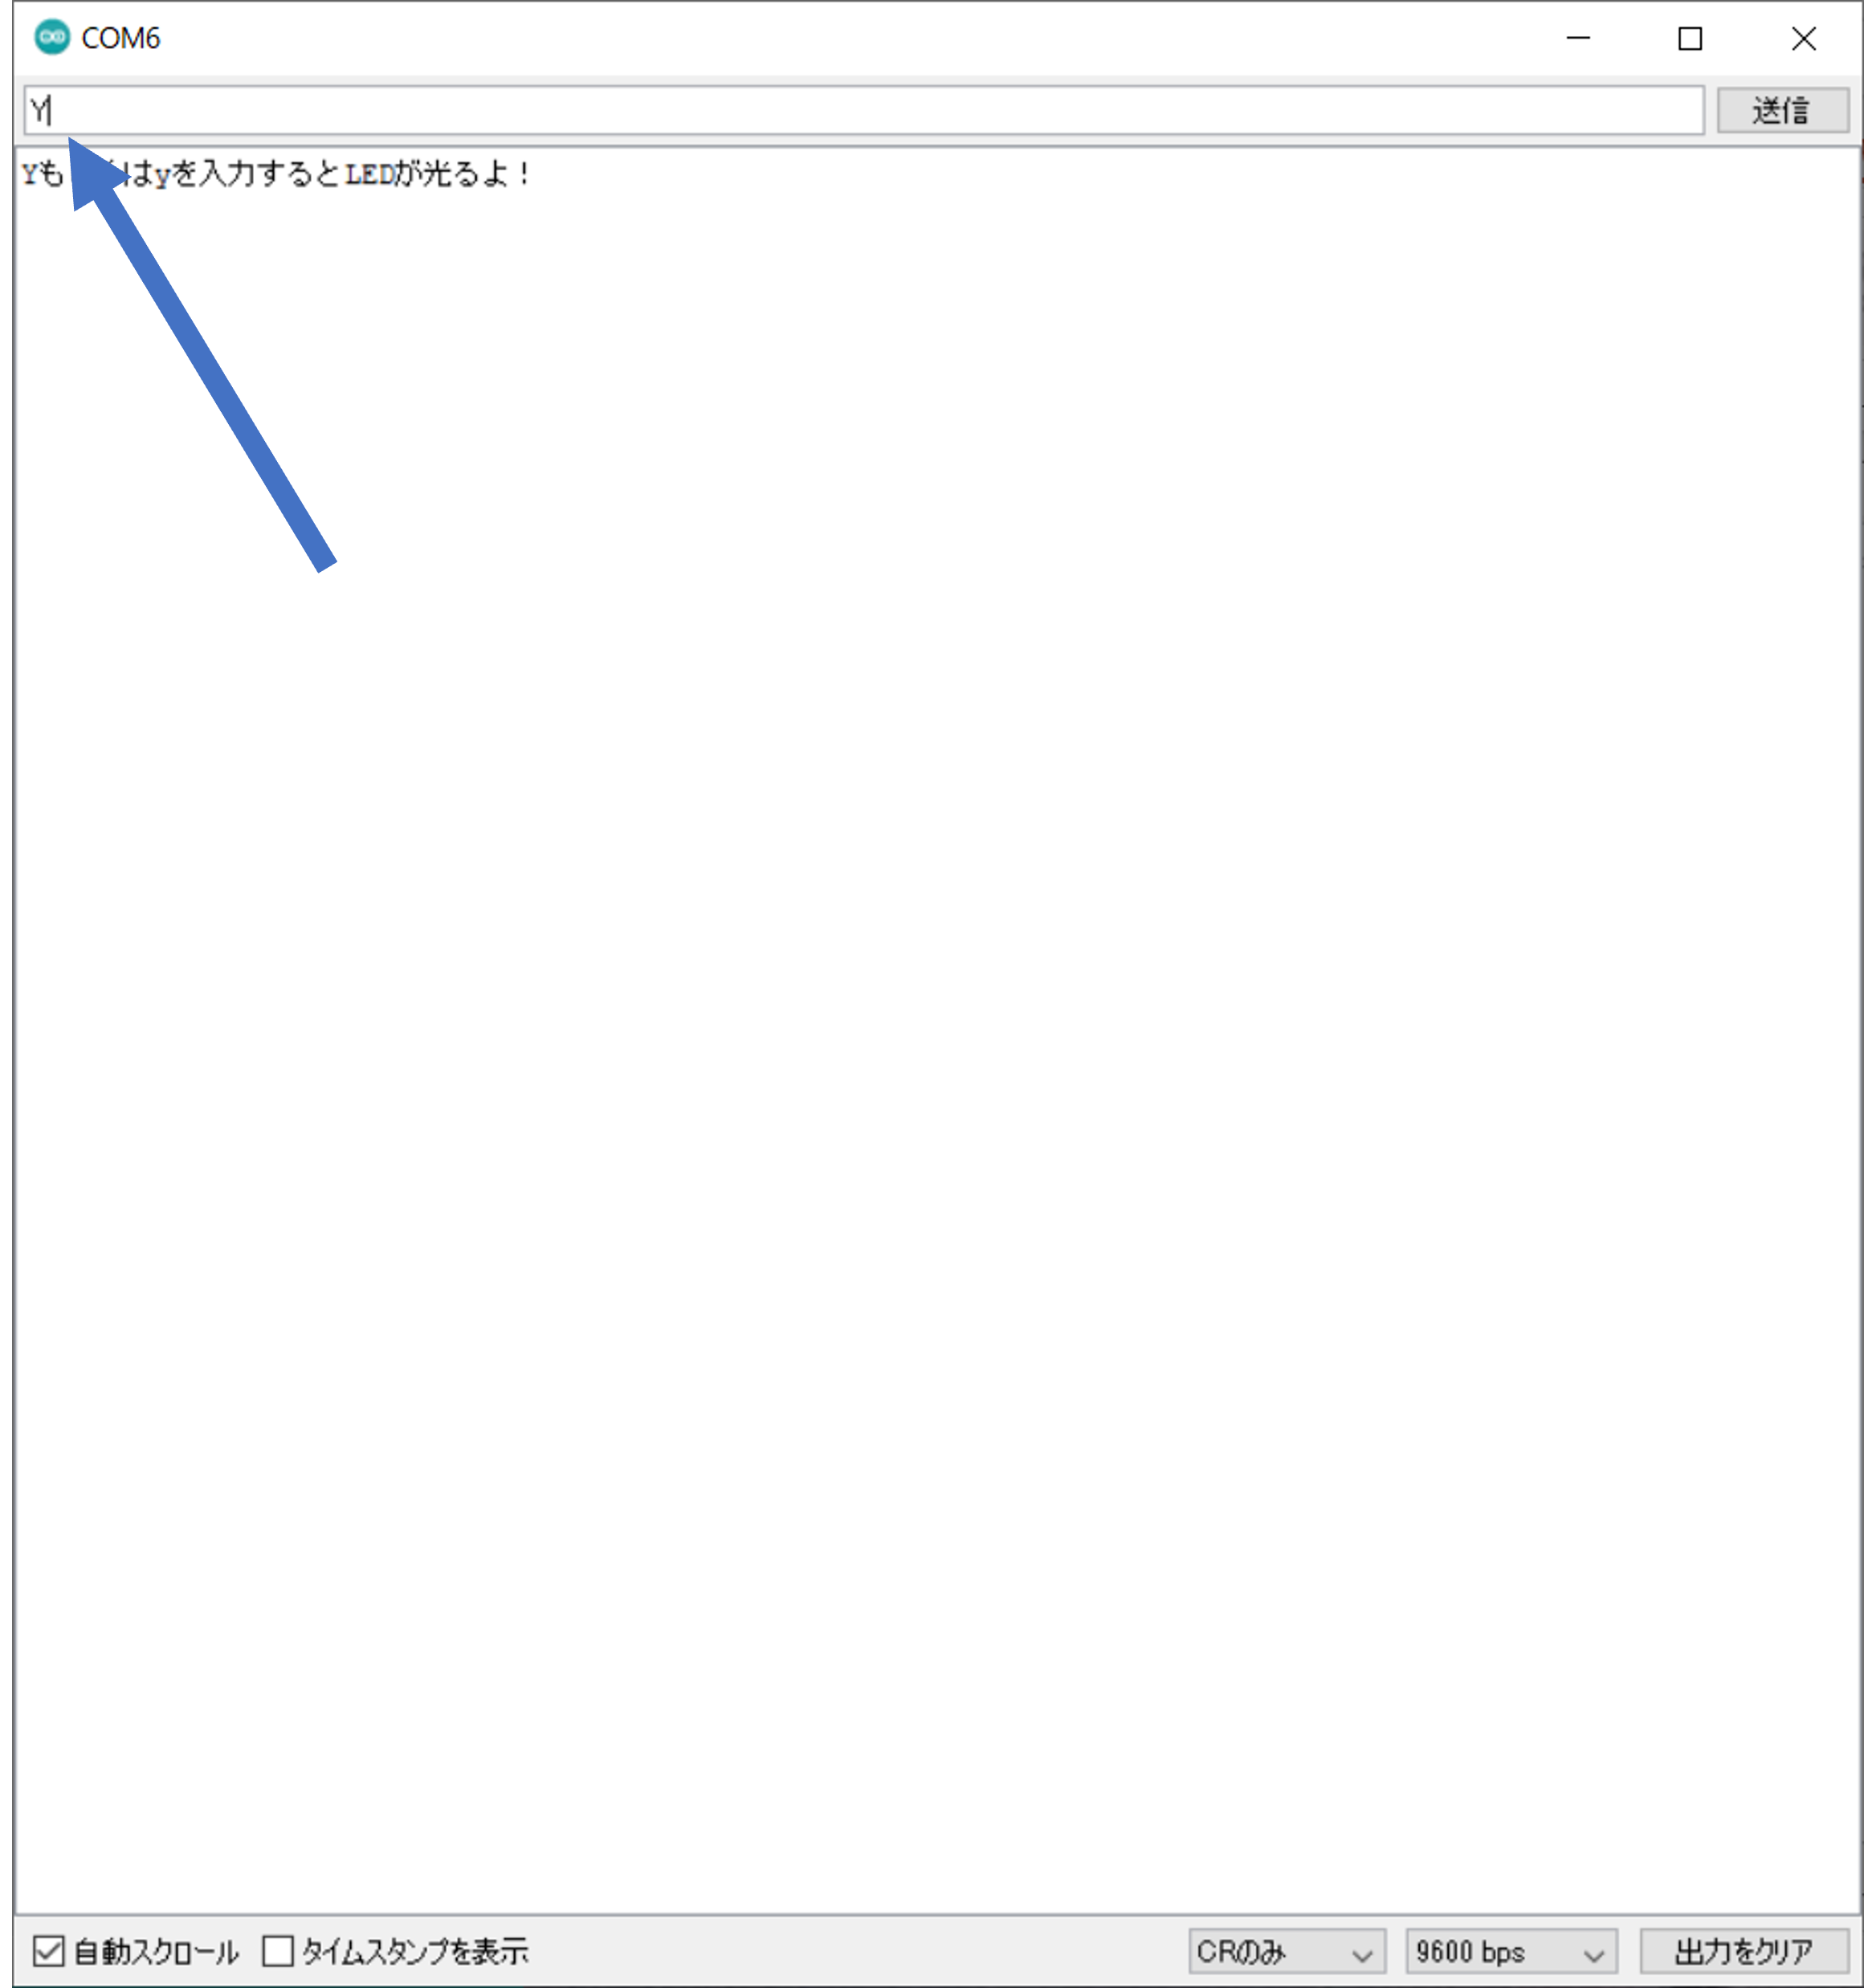 COM6
Y
送信
Yも はyを入力するとLEDが光るよ！
自動スクロール
タイムスタンプを表示
CRのみ
9600 bps
出力をクリア